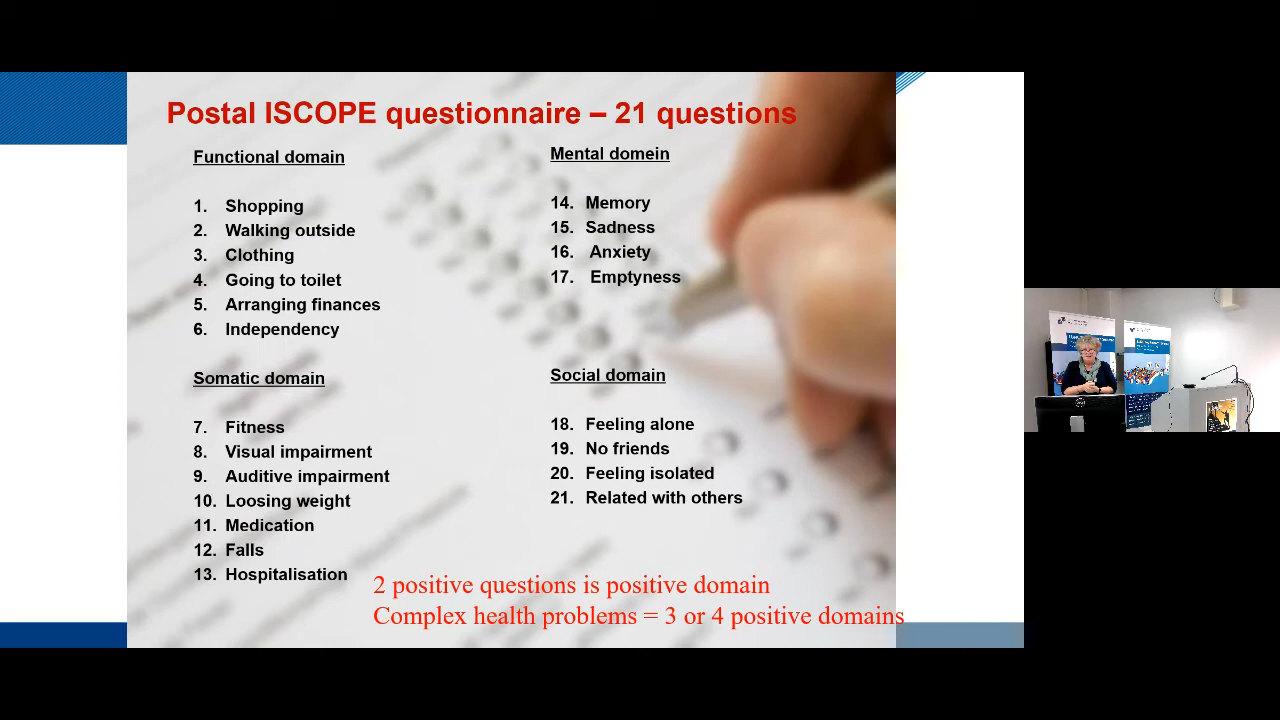 Postal ISCOPE questionnaire – 21 questions
Functional domain
1. Shopping
2. Walking outside
3. Clothing
4. Going to toilet
5. Arranging finances
6. Independency
Somatic domain
7. Fitness
8. Visual impairment
9. Auditive impairment
10. Loosing weight
11. Medication
12. Falls
13. Hospitalisation
Mental domein
14. Memory
15. Sadness
16. Anxiety
17. Emptyness
Social domain
18. Feeling alone
19. No friends
20. Feeling isolated
21. Related with others
2 positive questions is positive domain
Complex health problems = 3 or 4 positive domains